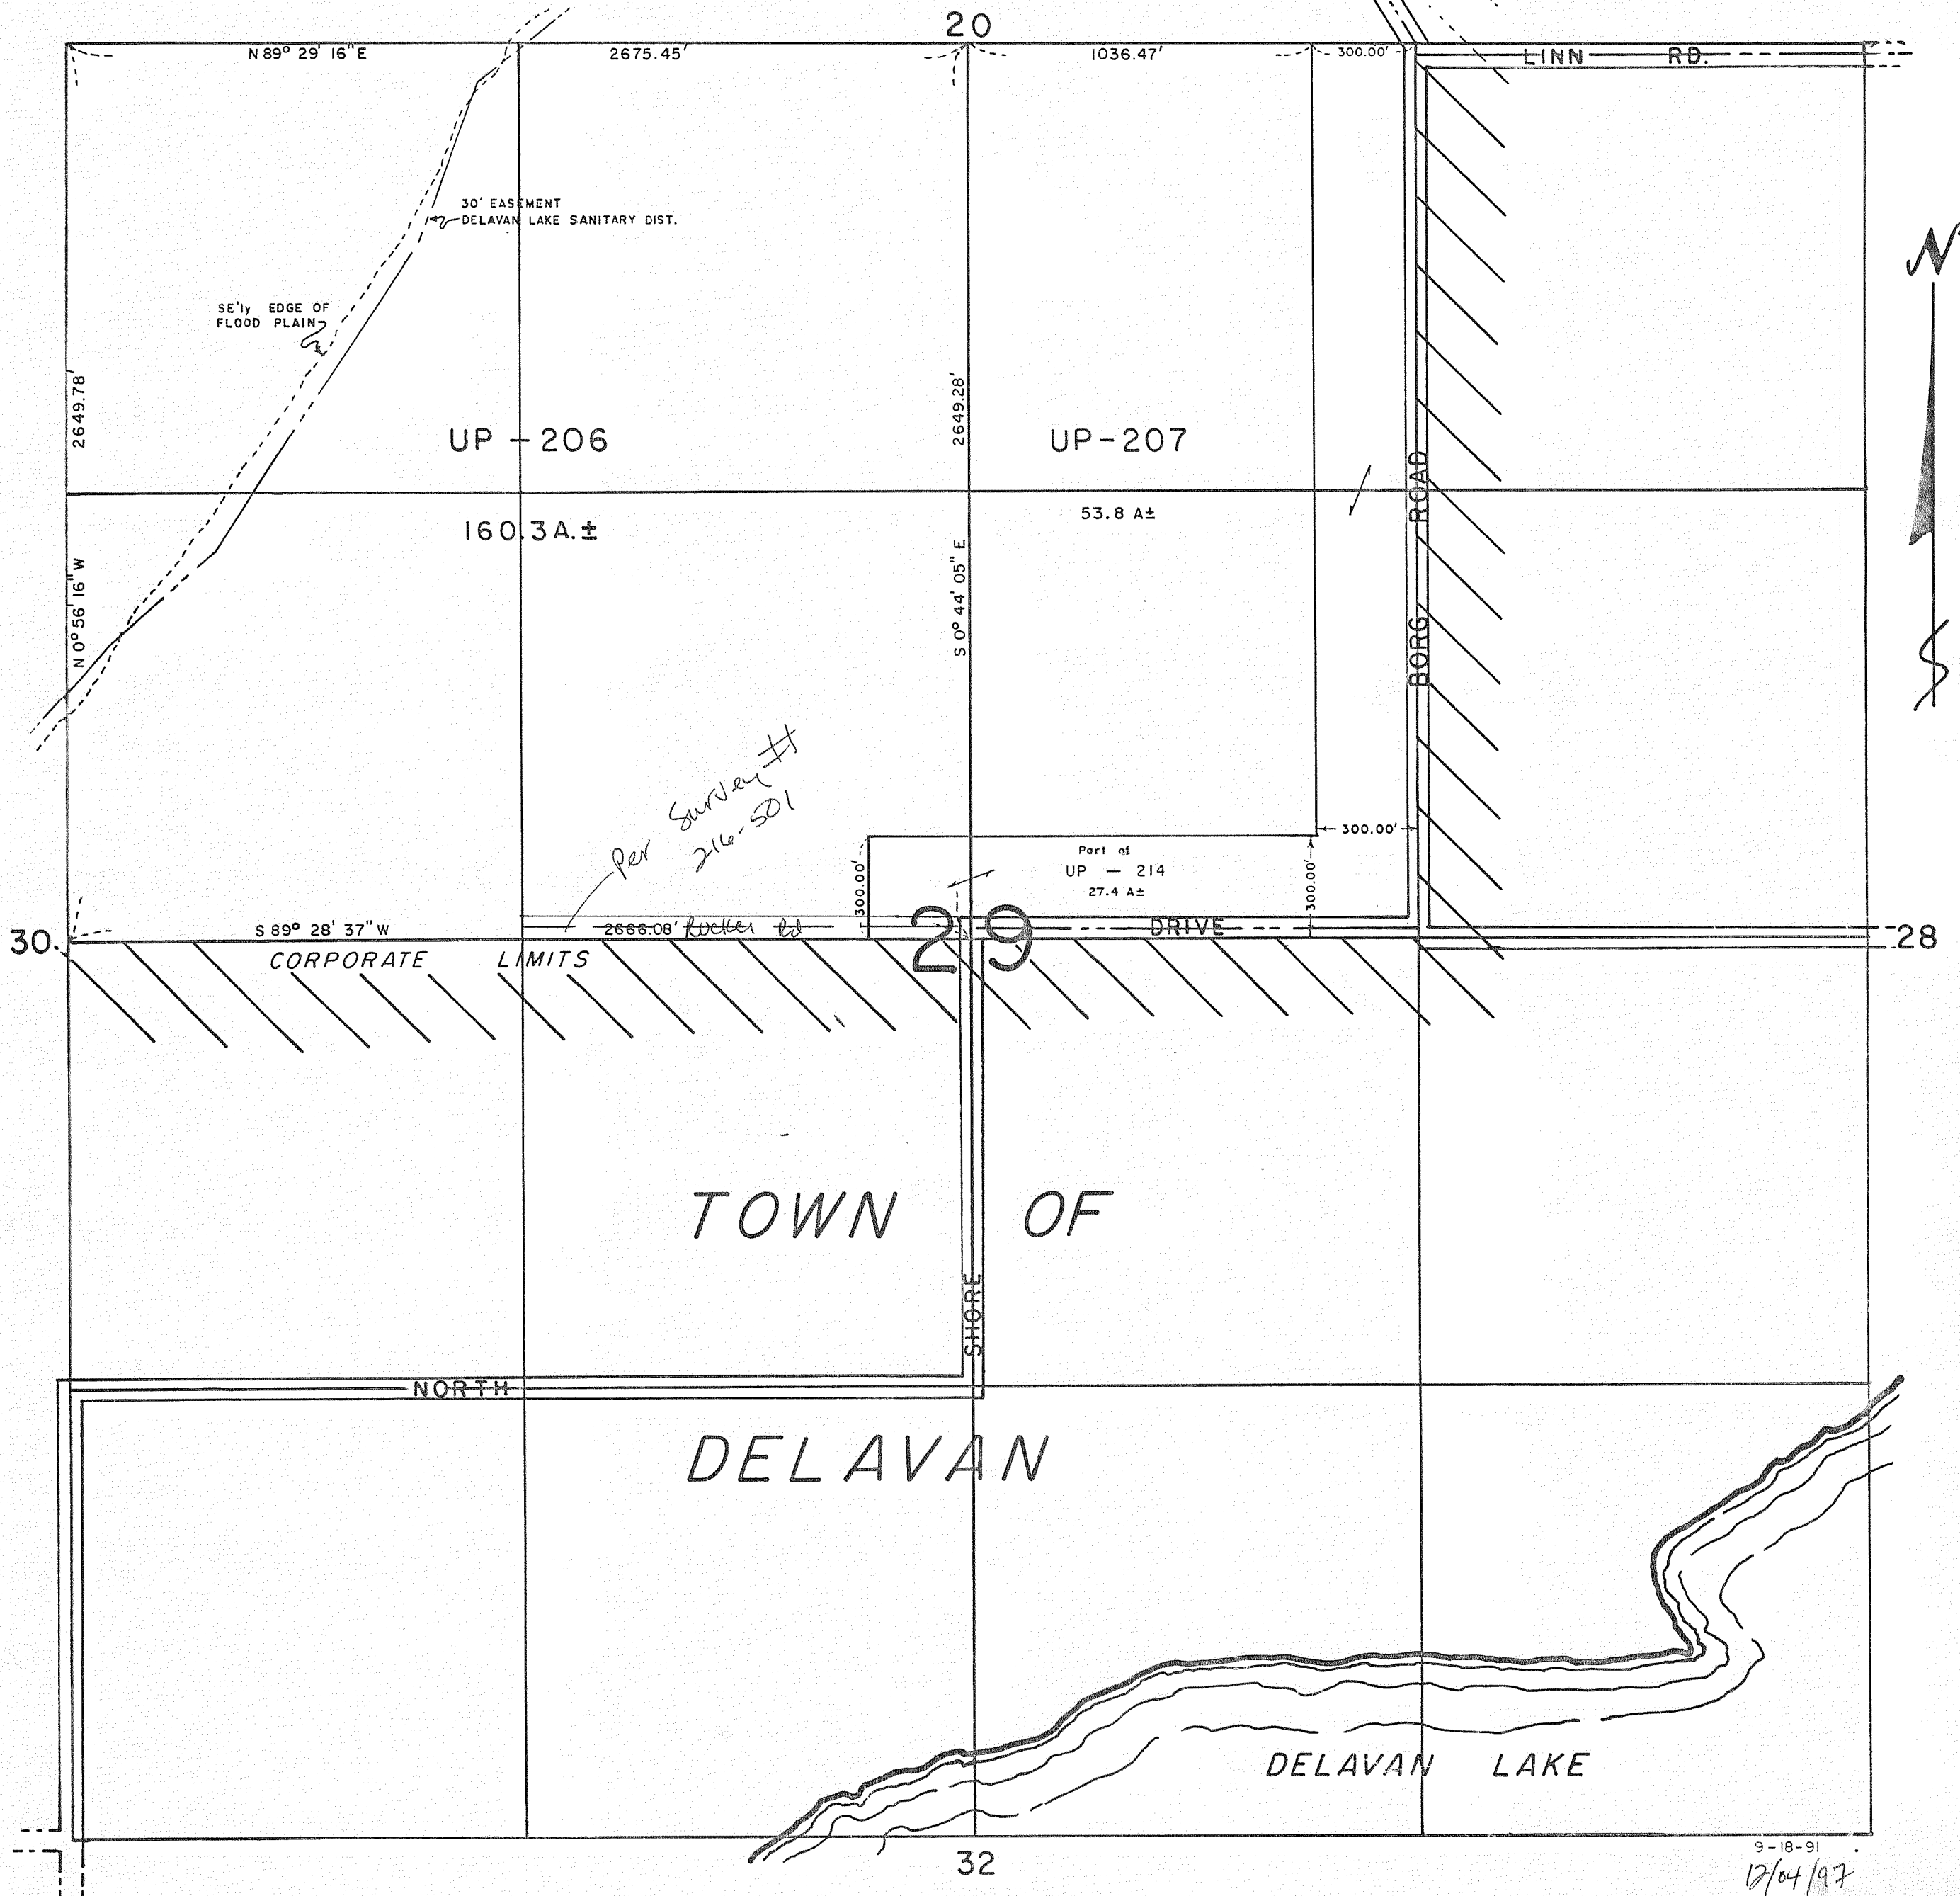 20
N 89° 29' 16" E
2675.45'
1036.47'
300.00'
LINN RD.
30' EASEMENT
DELAVAN LAKE SANITARY DIST.
N
SE'ly EDGE OF
FLOOD PLAIN
2649.78'
2649.28'
UP-206
UP-207
160.3 A.±
53.8 A±
BORG ROAD
N 0° 56' 16" W
S 0° 44' 05" E
S
Per Survey #
216-501
300.00'
Part of
UP - 214
27.4 A±
300.00'
300.00'
30
S 89° 28' 37" W
2666.08'
Rd
29
DRIVE
28
CORPORATE LIMITS
TOWN OF
SHORE
NORTH
DELAVAN
DELAVAN LAKE
32
9-18-91
12/04/97